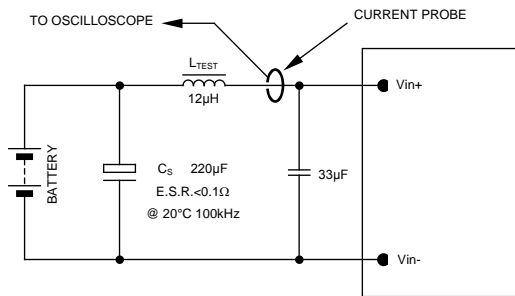 TO OSCILLOSCOPE
CURRENT PROBE
LTEST
12µH
Vin+
BATTERY
CS 220µF
E.S.R.<0.1Ω
@ 20°C 100kHz
33µF
Vin-